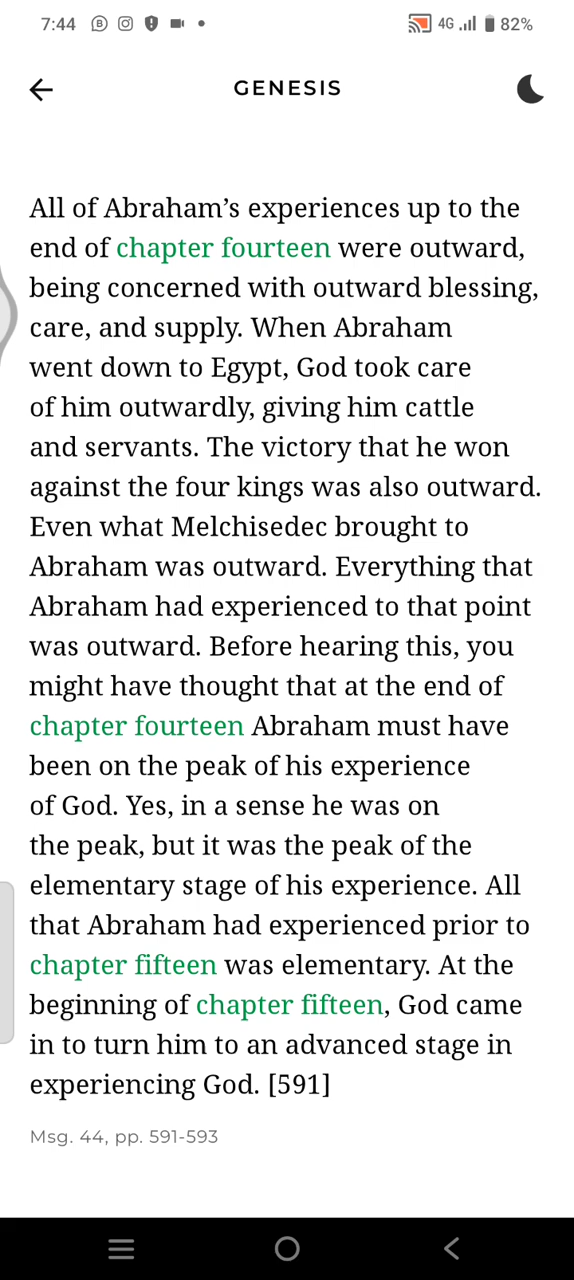 7:44
4G
82%
GENESIS
All of Abraham’s experiences up to the
end of chapter fourteen were outward,
being concerned with outward blessing,
care, and supply. When Abraham
went down to Egypt, God took care
of him outwardly, giving him cattle
and servants. The victory that he won
against the four kings was also outward.
Even what Melchisedec brought to
Abraham was outward. Everything that
Abraham had experienced to that point
was outward. Before hearing this, you
might have thought that at the end of
chapter fourteen Abraham must have
been on the peak of his experience
of God. Yes, in a sense he was on
the peak, but it was the peak of the
elementary stage of his experience. All
that Abraham had experienced prior to
chapter fifteen was elementary. At the
beginning of chapter fifteen, God came
in to turn him to an advanced stage in
experiencing God. [591]
Msg. 44, pp. 591-593